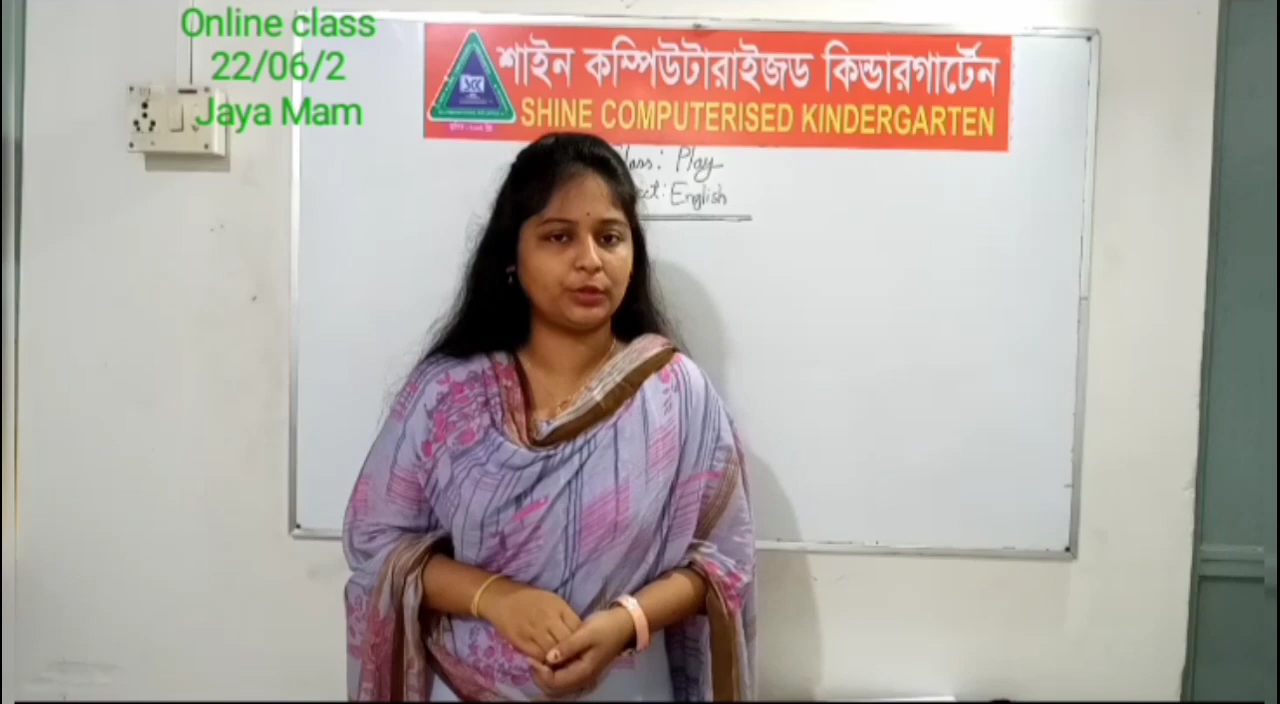 Online class
22/06/2
Jaya Mam
শাইন কম্পিউটারাইজড কিন্ডারগার্টেন
SHINE COMPUTERISED KINDERGARTEN
Play
English